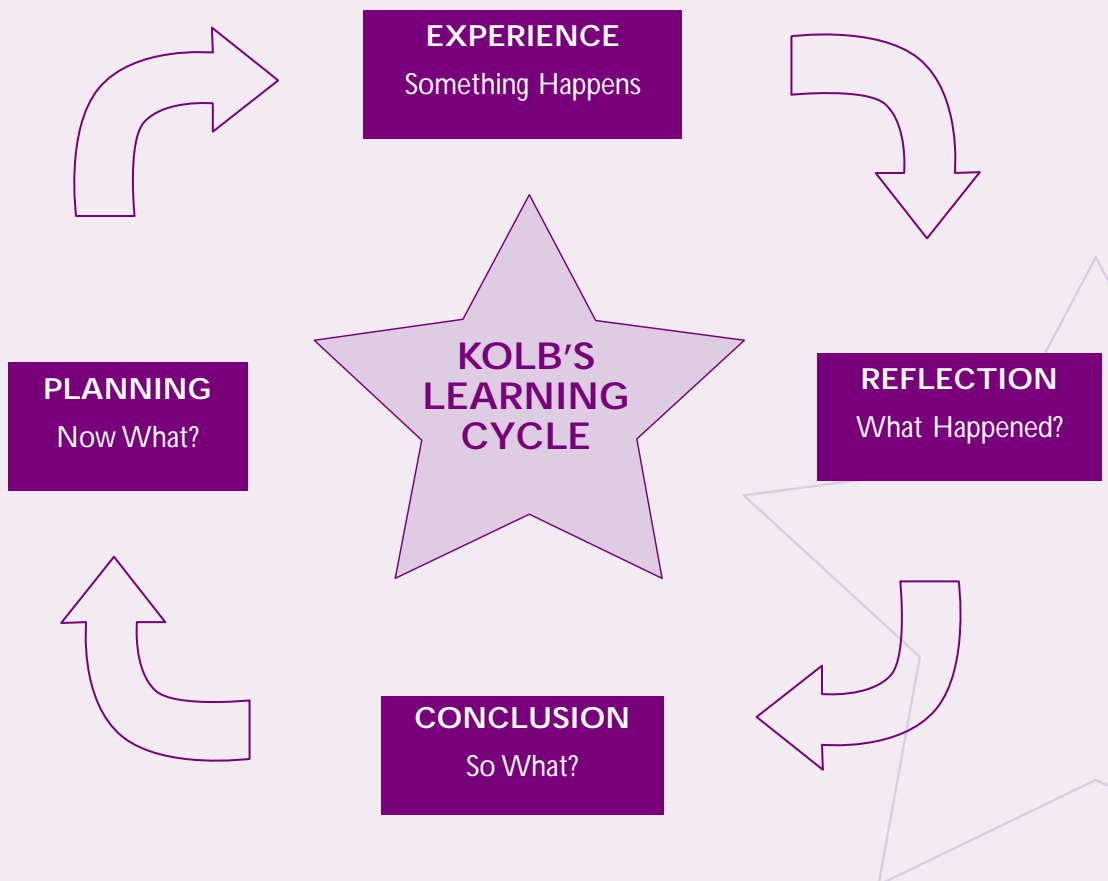 EXPERIENCE
Something Happens
KOLB'S
LEARNING
CYCLE
PLANNING
Now What?
REFLECTION
What Happened?
CONCLUSION
So What?